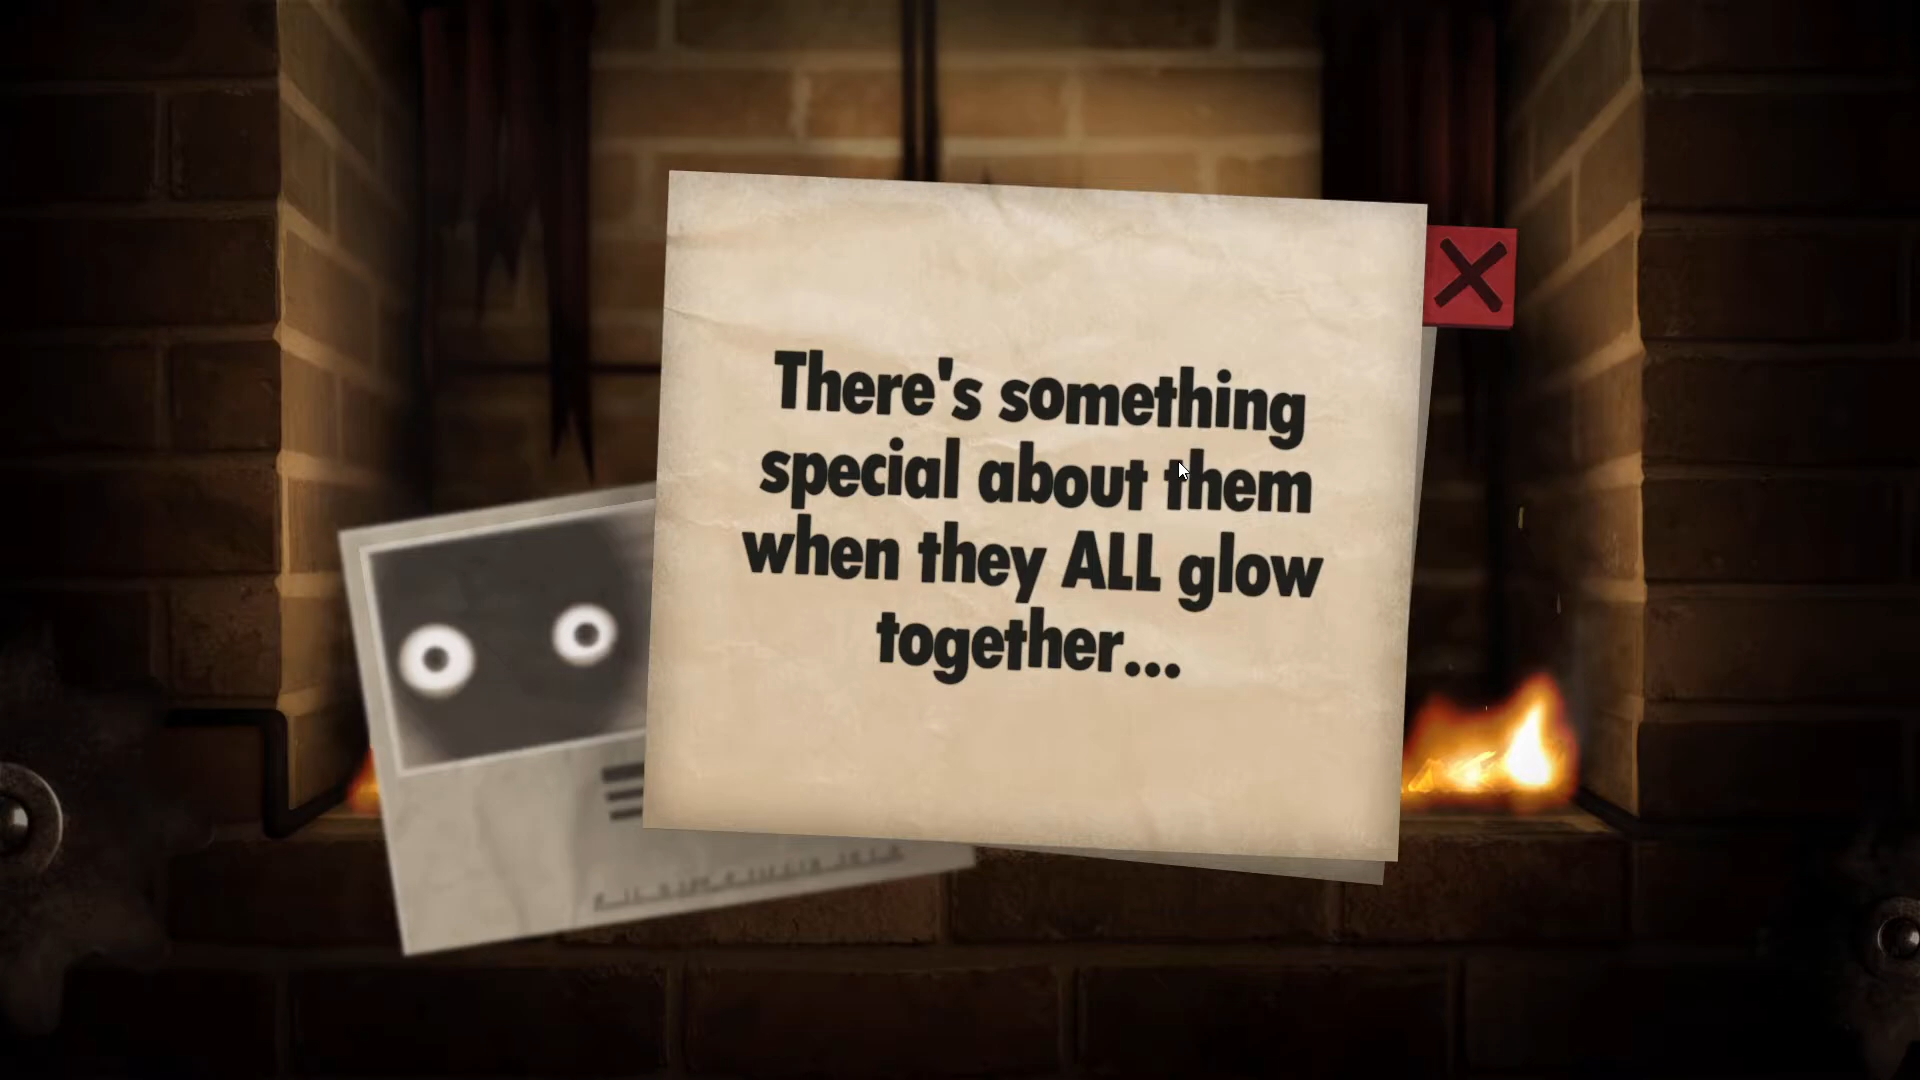 There's something
special about them
when they ALL glow
together...